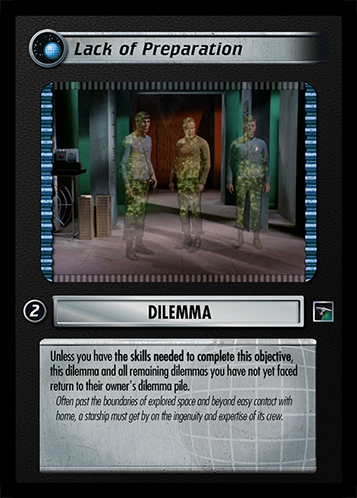 Lack of Preparation
2
DILEMMA
Unless you have the skills needed to complete this objective,
this dilemma and all remaining dilemmas you have not yet faced
return to their owner's dilemma pile.
Often past the boundaries of explored space and beyond easy contact with
home, a starship must get by on the ingenuity and expertise of its crew.